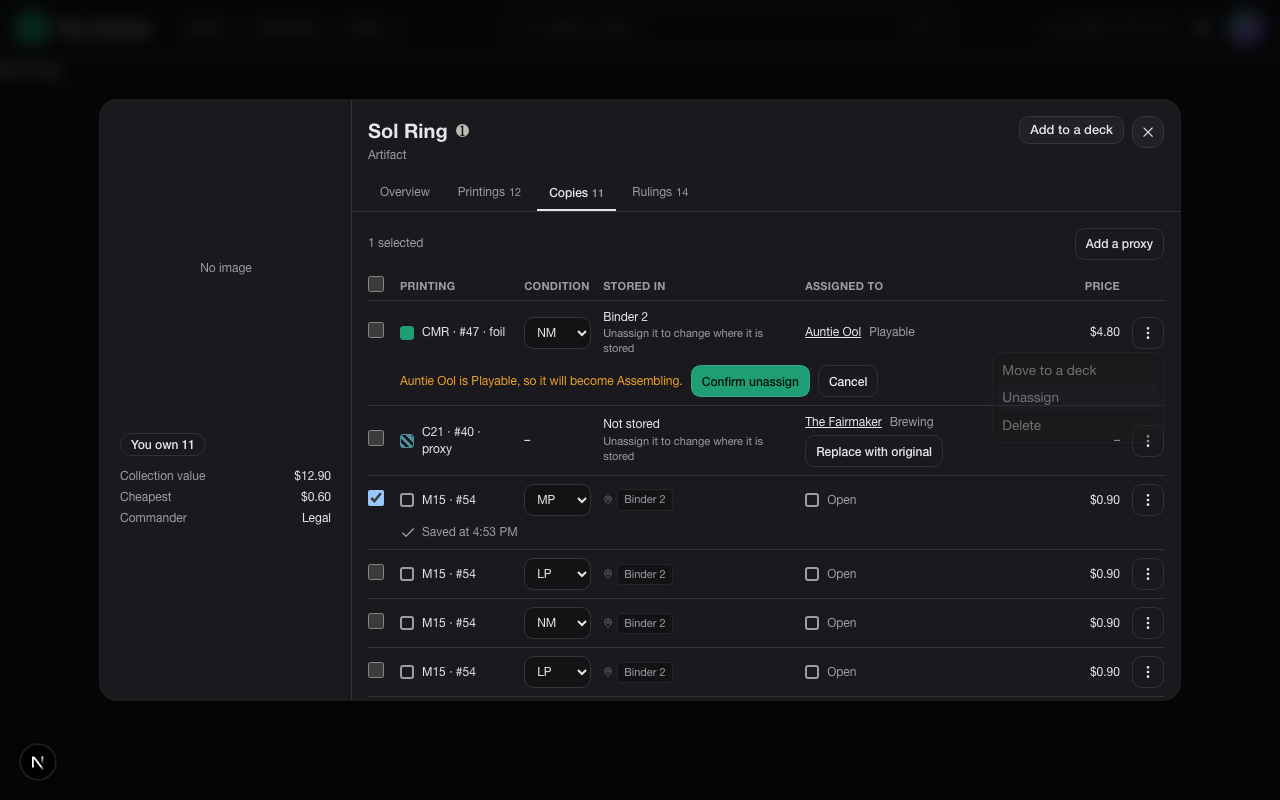 Sol Ring 1
Artifact
Add to a deck
Overview
Printings 12
Copies 11
Rulings 14
No image
You own 11
Collection value $12.90
Cheapest $0.60
Commander Legal
1 selected
Add a proxy
PRINTING CONDITION STORED IN ASSIGNED TO PRICE
CMR · #47 · foil
NM
Binder 2
Unassign it to change where it is
stored
Auntie Ool Playable
$4.80
Auntie Ool is Playable, so it will become Assembling.
Confirm unassign
Cancel
Move to a deck
Unassign
Delete
C21 · #40 ·
proxy
–
Not stored
Unassign it to change where it is
stored
The Fairmaker Brewing
Replace with original
–
M15 · #54 MP Binder 2 Open $0.90
Saved at 4:53 PM
M15 · #54 LP Binder 2 Open $0.90
M15 · #54 NM Binder 2 Open $0.90
M15 · #54 LP Binder 2 Open $0.90
N